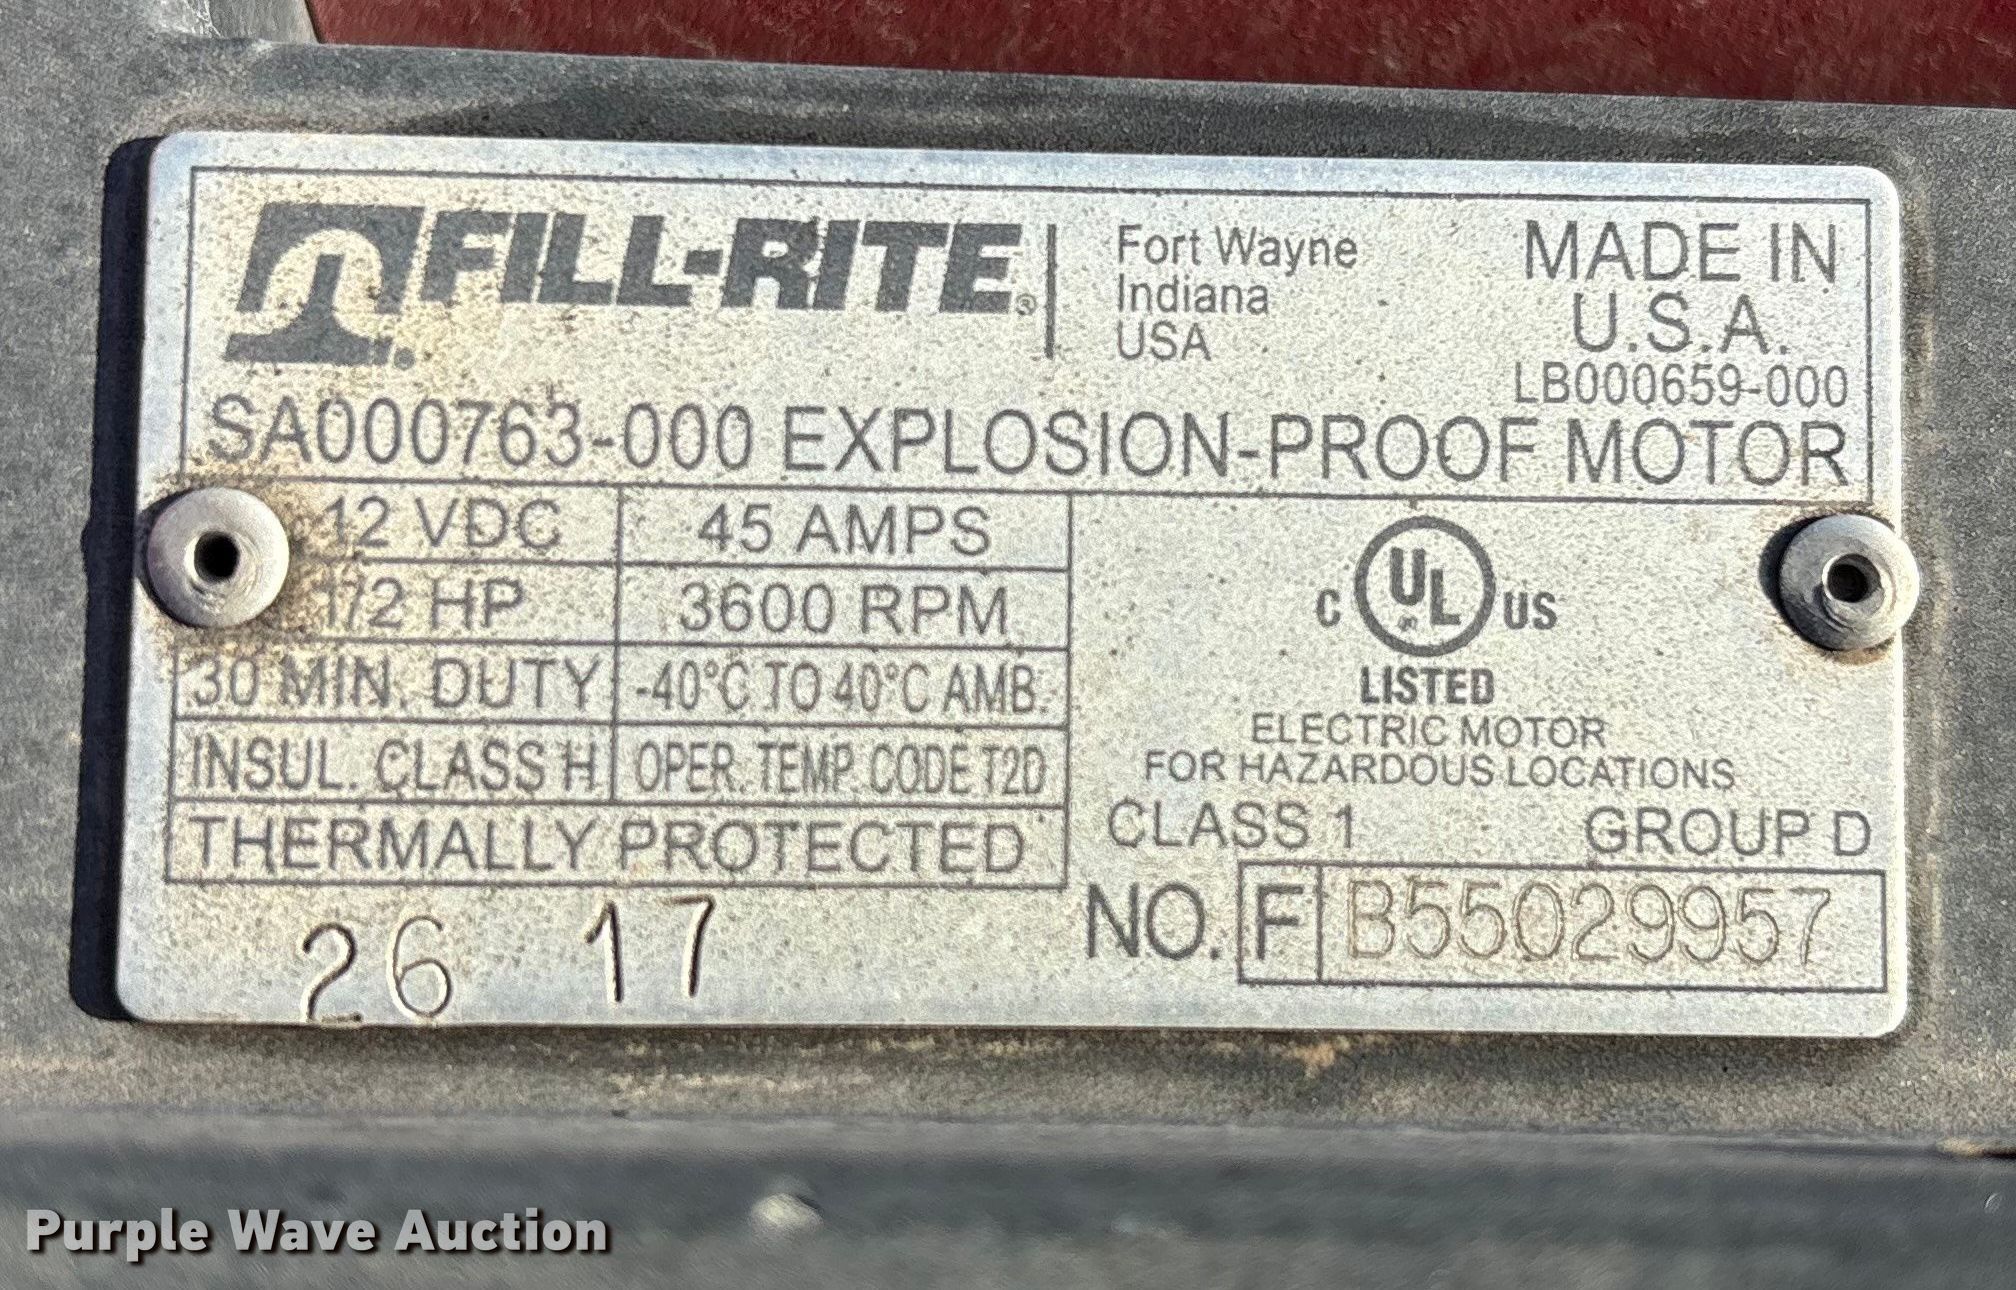 FILL-RITE®
Fort Wayne
Indiana
USA
MADE IN
U.S.A.
LB000659-000
SA000763-000 EXPLOSION-PROOF MOTOR
12 VDC 45 AMPS
1/2 HP 3600 RPM
30 MIN. DUTY -40°C TO 40°C AMB.
INSUL. CLASS H OPER. TEMP. CODE T2D
THERMALLY PROTECTED
26 17
C UL US
®
LISTED
ELECTRIC MOTOR
FOR HAZARDOUS LOCATIONS
CLASS 1 GROUP D
NO. F B55029957
Purple Wave Auction